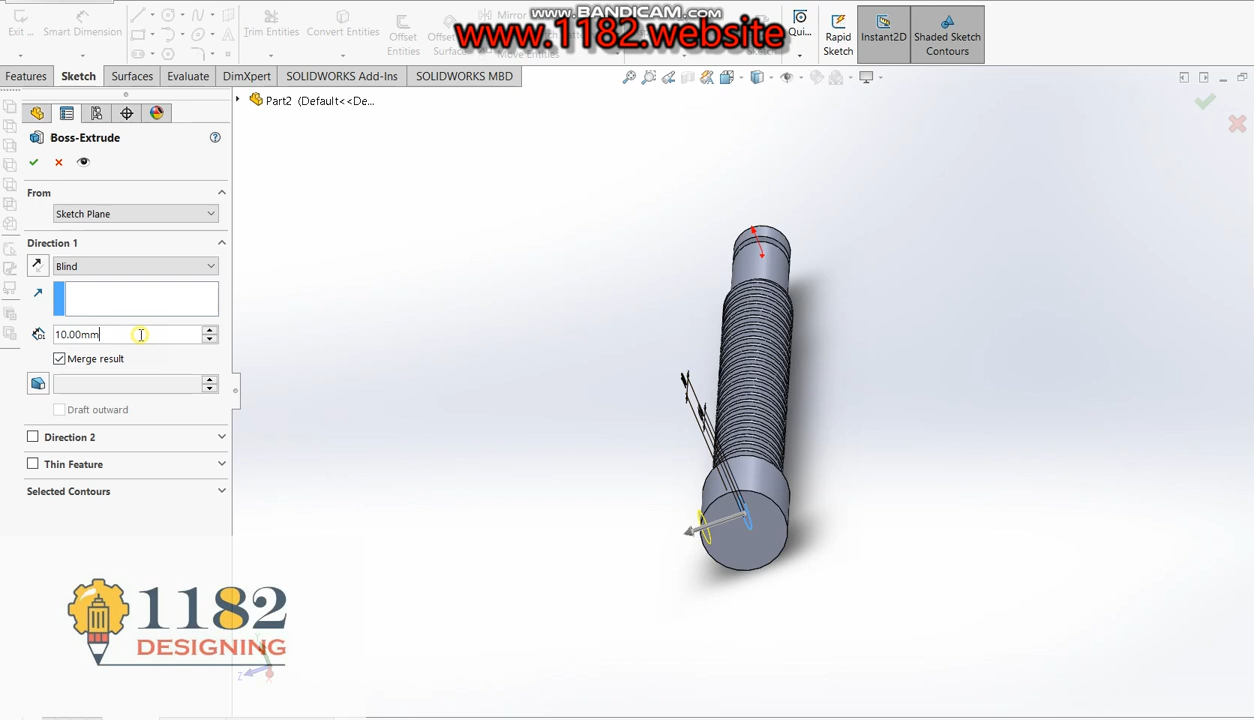 WWW.BANDICAM.COM
www.1182.website
Exit ...
Smart Dimension
Trim Entities
Convert Entities
Offset
Entities
Mirror
Move Entities
Qui...
Rapid
Sketch
Instant2D
Shaded Sketch
Contours
Features
Sketch
Surfaces
Evaluate
DimXpert
SOLIDWORKS Add-Ins
SOLIDWORKS MBD
Part2 (Default<<De...
Boss-Extrude
From
Sketch Plane
Direction 1
Blind
D1
10.00mm
Merge result
Draft outward
Direction 2
Thin Feature
Selected Contours
1182
DESIGNING
Z